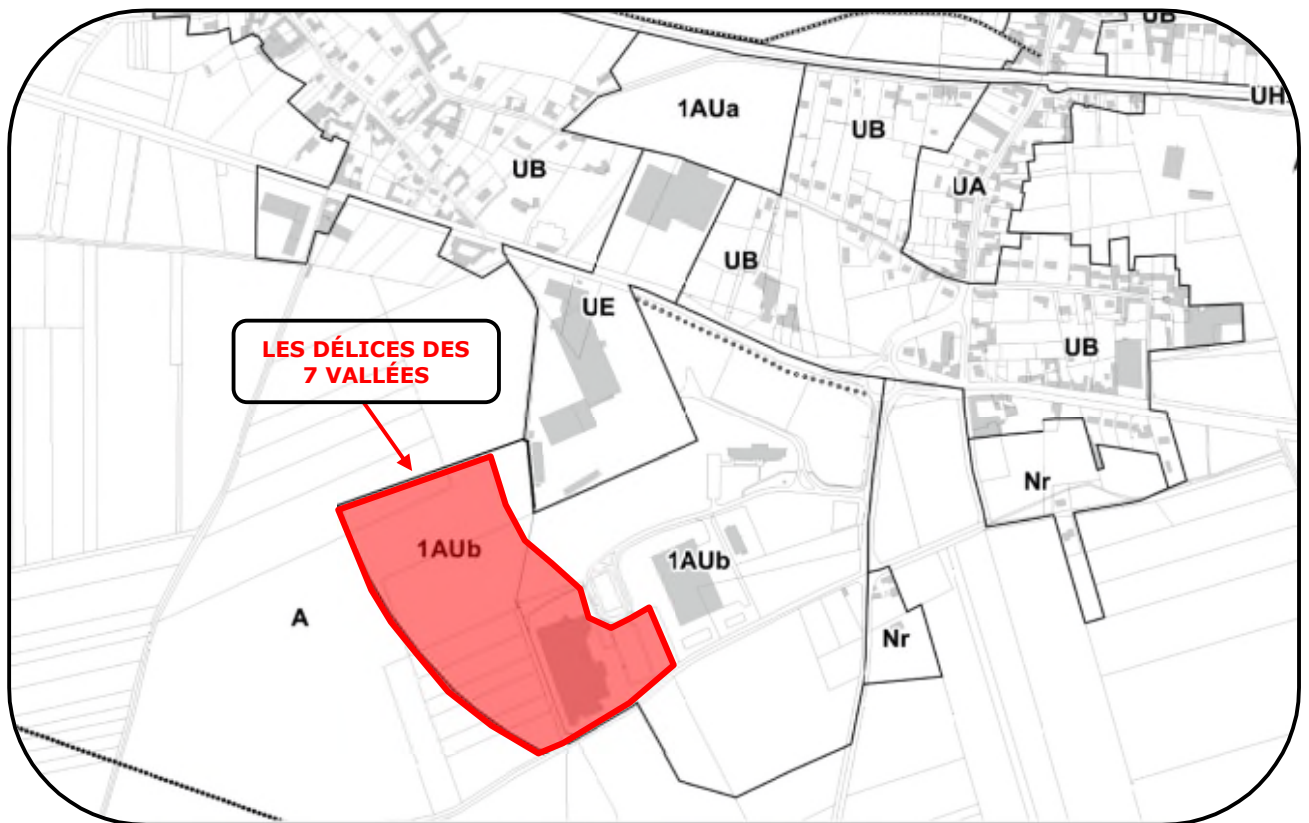 UB
UH
1AUa
UB
UB
UA
UB
UE
LES DÉLICES DES
7 VALLÉES
UB
Nr
1AUb
1AUb
A
Nr